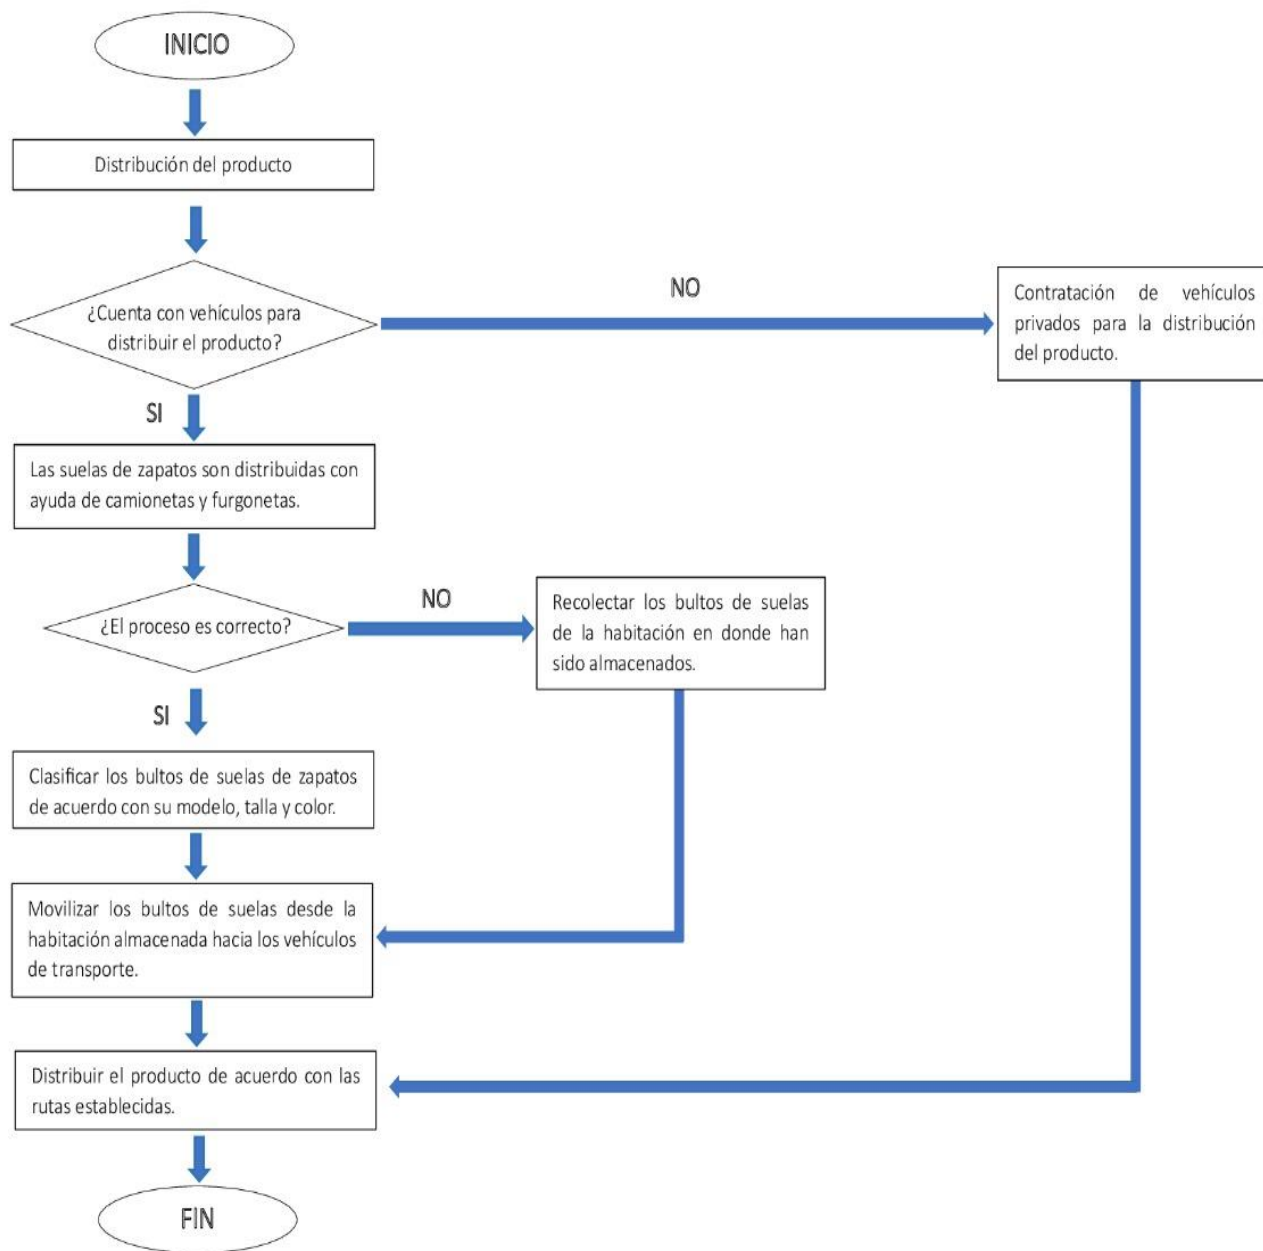 INICIO
Distribución del producto
¿Cuenta con vehículos para
distribuir el producto?
NO
Contratación de vehículos
privados para la distribución
del producto.
SI
Las suelas de zapatos son distribuidas con
ayuda de camionetas y furgonetas.
¿El proceso es correcto?
NO
Recolectar los bultos de suelas
de la habitación en donde han
sido almacenados.
SI
Clasificar los bultos de suelas de zapatos
de acuerdo con su modelo, talla y color.
Movilizar los bultos de suelas desde la
habitación almacenada hacia los vehículos
de transporte.
Distribuir el producto de acuerdo con las
rutas establecidas.
FIN